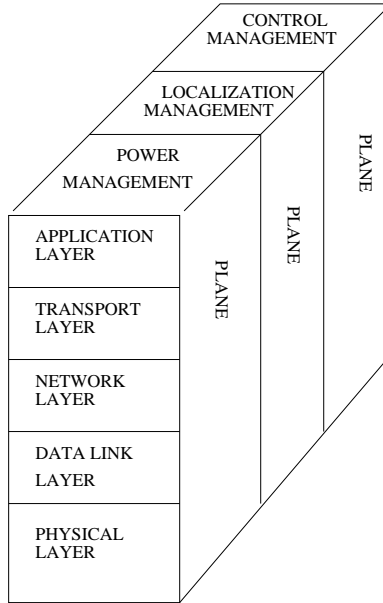 CONTROL
MANAGEMENT
LOCALIZATION
MANAGEMENT
POWER
MANAGEMENT
PLANE
PLANE
PLANE
APPLICATION
LAYER
TRANSPORT
LAYER
NETWORK
LAYER
DATA LINK
LAYER
PHYSICAL
LAYER